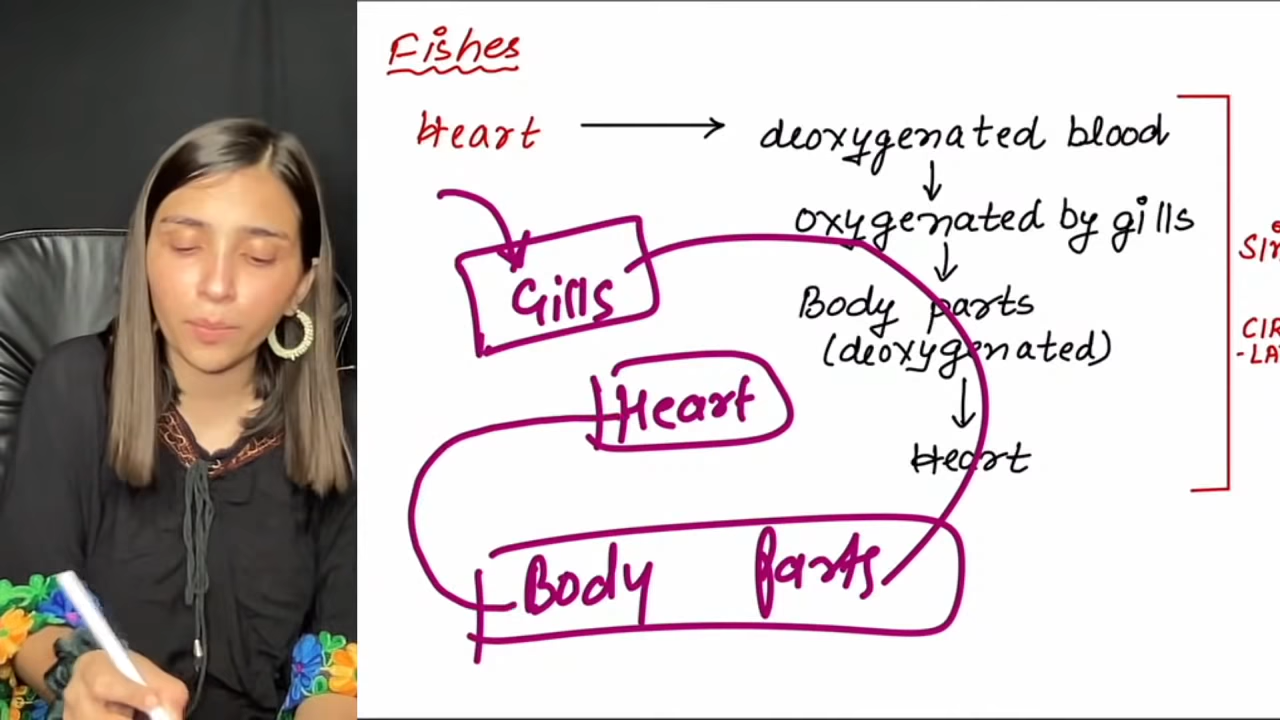 Fishes
Heart → deoxygenated blood
↓
oxygenated by gills
↓
Body parts
(deoxygenated)
↓
Heart
Gills
Heart
Body Parts